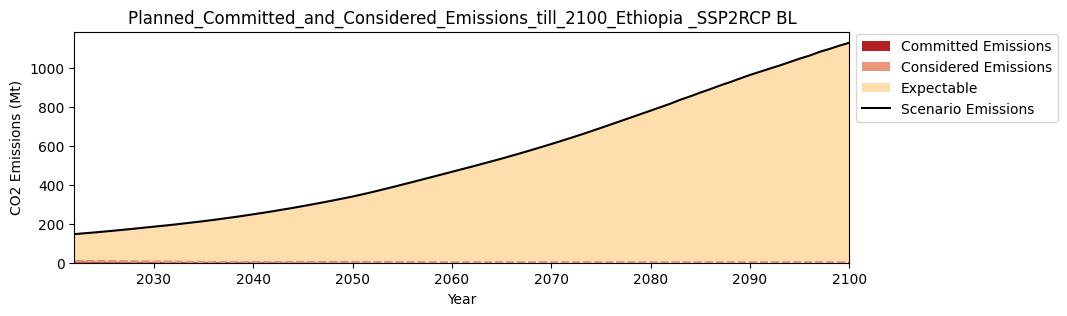 Planned_Committed_and_Considered_Emissions_till_2100_Ethiopia _SSP2RCP BL
Committed Emissions
Considered Emissions
Expectable
Scenario Emissions
CO2 Emissions (Mt)
1000
800
600
400
200
0
2030 2040 2050 2060 2070 2080 2090 2100
Year